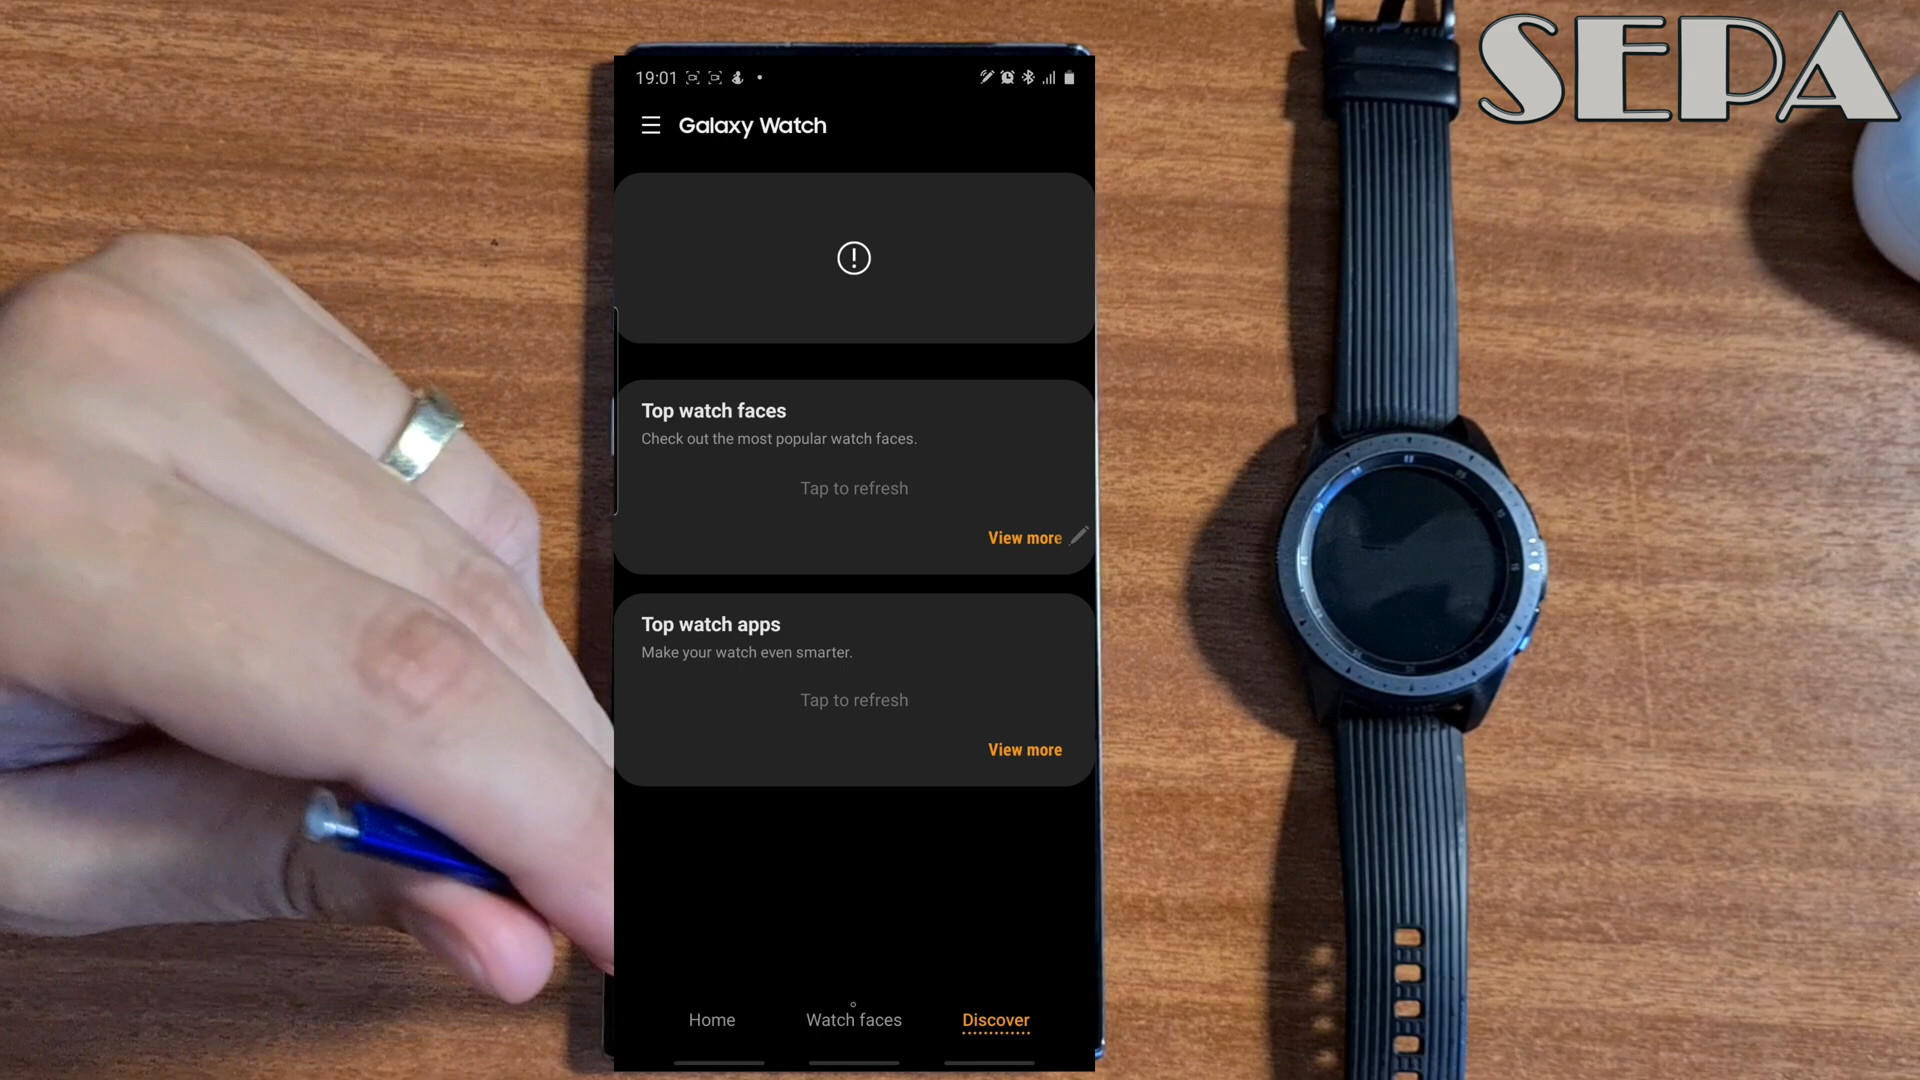 SEPA
19:01
Galaxy Watch
Top watch faces
Check out the most popular watch faces.
Tap to refresh
View more
Top watch apps
Make your watch even smarter.
Tap to refresh
View more
Home Watch faces Discover